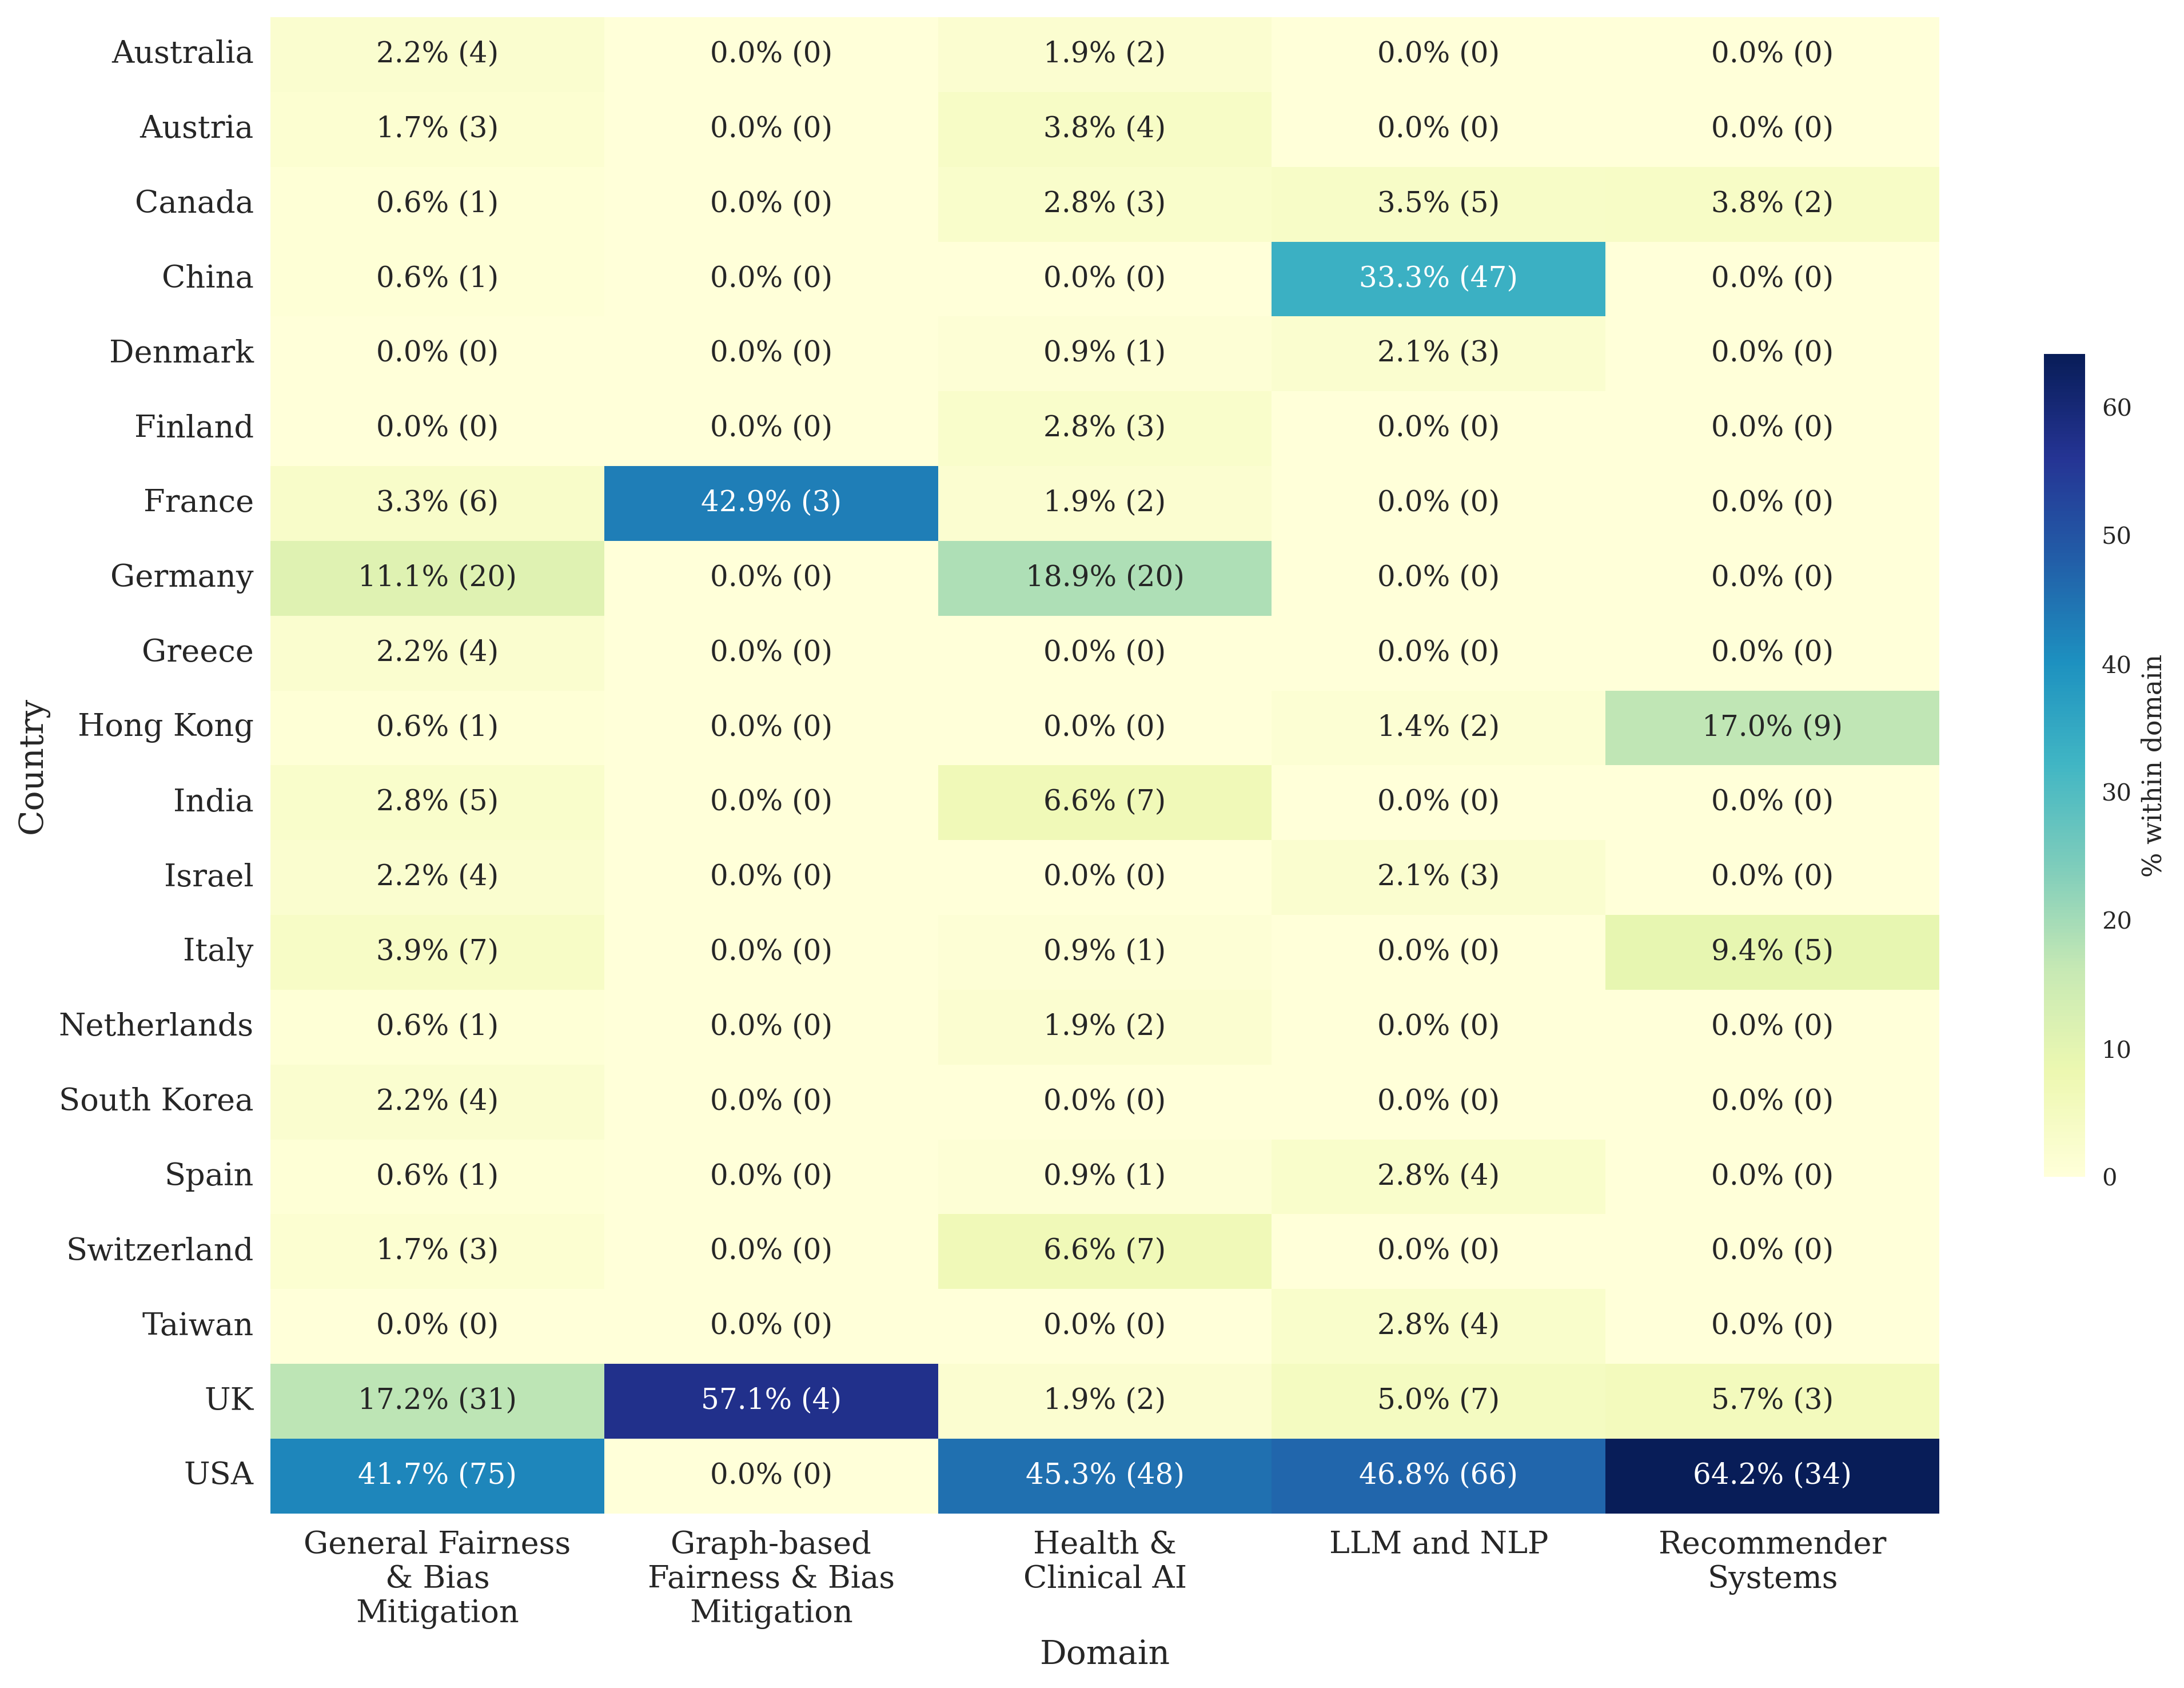 Australia 2.2% (4) 0.0% (0) 1.9% (2) 0.0% (0) 0.0% (0)
Austria 1.7% (3) 0.0% (0) 3.8% (4) 0.0% (0) 0.0% (0)
Canada 0.6% (1) 0.0% (0) 2.8% (3) 3.5% (5) 3.8% (2)
China 0.6% (1) 0.0% (0) 0.0% (0) 33.3% (47) 0.0% (0)
Denmark 0.0% (0) 0.0% (0) 0.9% (1) 2.1% (3) 0.0% (0)
Finland 0.0% (0) 0.0% (0) 2.8% (3) 0.0% (0) 0.0% (0)
France 3.3% (6) 42.9% (3) 1.9% (2) 0.0% (0) 0.0% (0)
Germany 11.1% (20) 0.0% (0) 18.9% (20) 0.0% (0) 0.0% (0)
Greece 2.2% (4) 0.0% (0) 0.0% (0) 0.0% (0) 0.0% (0)
Hong Kong 0.6% (1) 0.0% (0) 0.0% (0) 1.4% (2) 17.0% (9)
India 2.8% (5) 0.0% (0) 6.6% (7) 0.0% (0) 0.0% (0)
Israel 2.2% (4) 0.0% (0) 0.0% (0) 2.1% (3) 0.0% (0)
Italy 3.9% (7) 0.0% (0) 0.9% (1) 0.0% (0) 9.4% (5)
Netherlands 0.6% (1) 0.0% (0) 1.9% (2) 0.0% (0) 0.0% (0)
South Korea 2.2% (4) 0.0% (0) 0.0% (0) 0.0% (0) 0.0% (0)
Spain 0.6% (1) 0.0% (0) 0.9% (1) 2.8% (4) 0.0% (0)
Switzerland 1.7% (3) 0.0% (0) 6.6% (7) 0.0% (0) 0.0% (0)
Taiwan 0.0% (0) 0.0% (0) 0.0% (0) 2.8% (4) 0.0% (0)
UK 17.2% (31) 57.1% (4) 1.9% (2) 5.0% (7) 5.7% (3)
USA 41.7% (75) 0.0% (0) 45.3% (48) 46.8% (66) 64.2% (34)
Country
General Fairness
& Bias
Mitigation
Graph-based
Fairness & Bias
Mitigation
Health &
Clinical AI
LLM and NLP
Recommender
Systems
Domain
60
50
40
30
20
10
0
% within domain